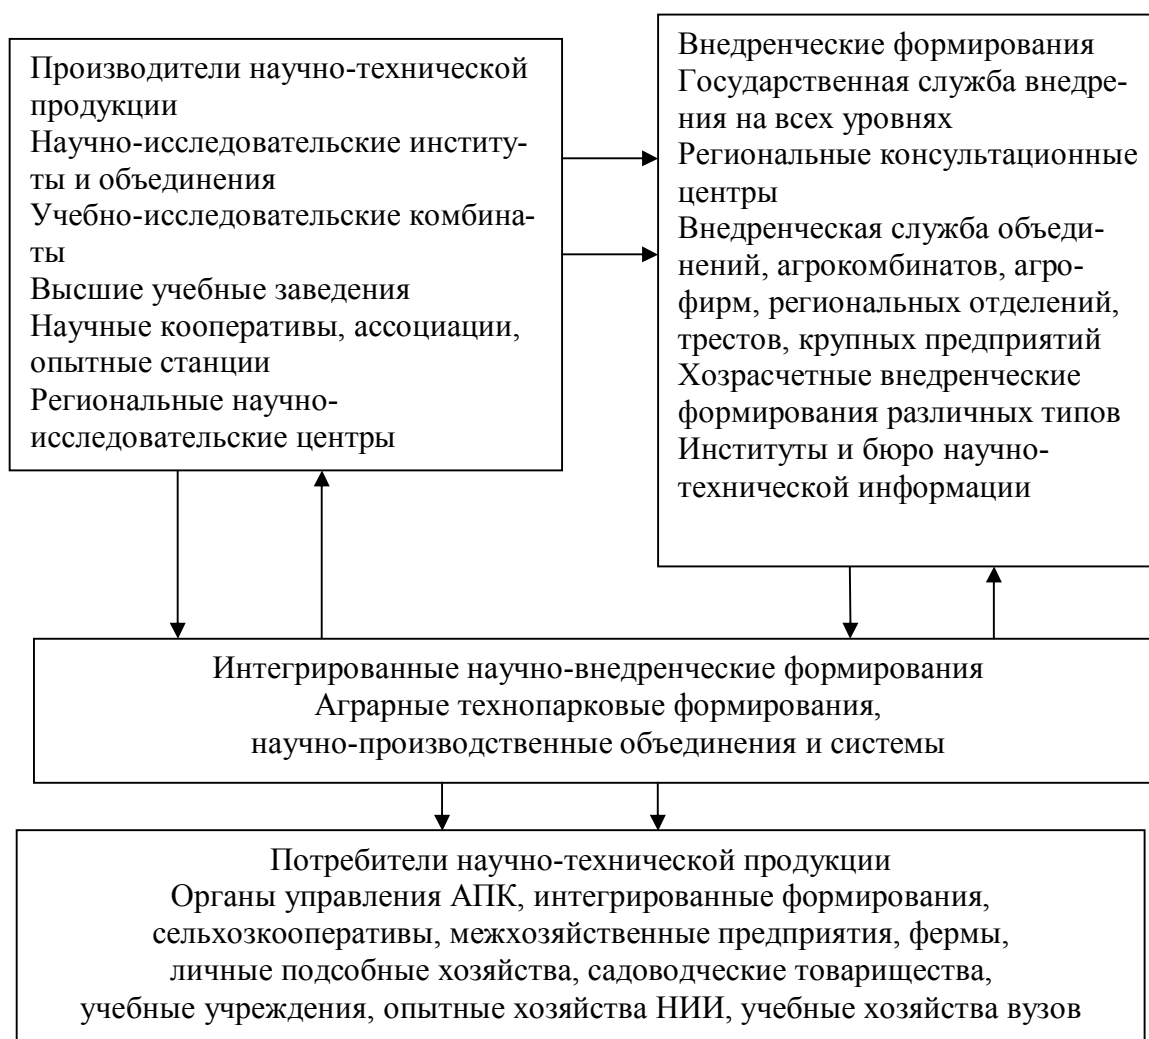 Производители научно-технической
продукции
Научно-исследовательские институ-
ты и объединения
Учебно-исследовательские комбина-
ты
Высшие учебные заведения
Научные кооперативы, ассоциации,
опытные станции
Региональные научно-
исследовательские центры
Внедренческие формирования
Государственная служба внедре-
ния на всех уровнях
Региональные консультационные
центры
Внедренческая служба объеди-
нений, агрокомбинатов, агро-
фирм, региональных отделений,
трестов, крупных предприятий
Хозрасчетные внедренческие
формирования различных типов
Институты и бюро научно-
технической информации
Интегрированные научно-внедренческие формирования
Аграрные технопарковые формирования,
научно-производственные объединения и системы
Потребители научно-технической продукции
Органы управления АПК, интегрированные формирования,
сельхозкооперативы, межхозяйственные предприятия, фермы,
личные подсобные хозяйства, садоводческие товарищества,
учебные учреждения, опытные хозяйства НИИ, учебные хозяйства вузов